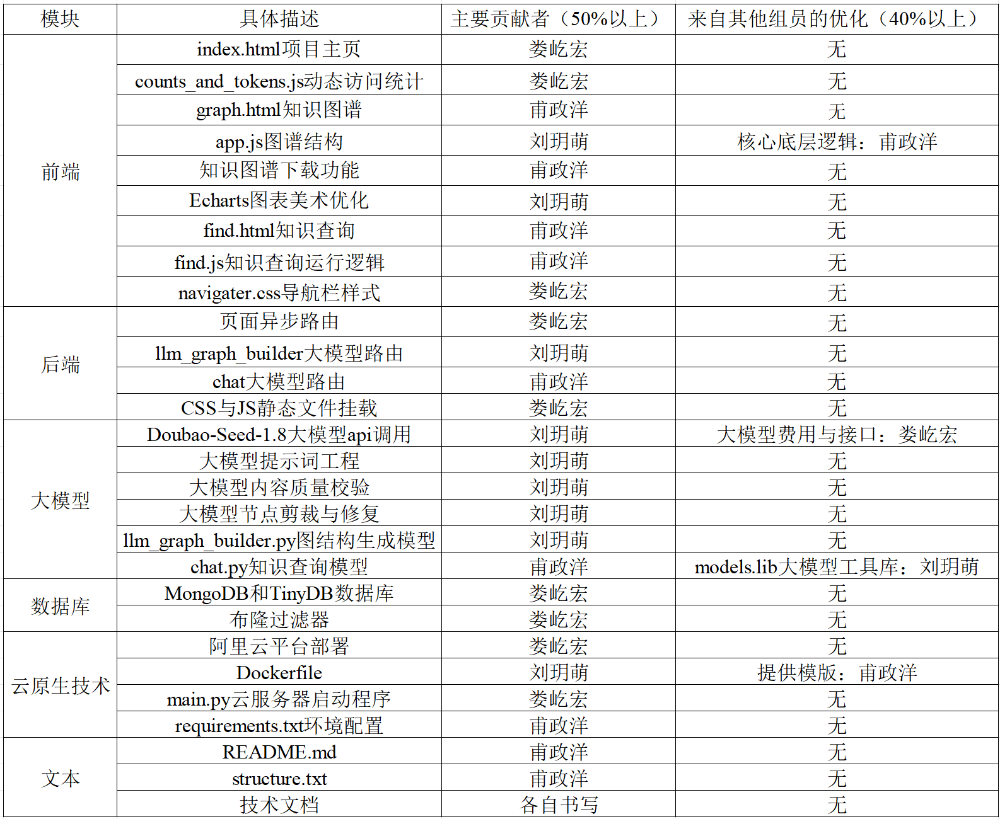 模块 具体描述 主要贡献者（50%以上） 来自其他组员的优化（40%以上）
前端
index.html项目主页 娄屹宏 无
counts_and_tokens.js动态访问统计 娄屹宏 无
graph.html知识图谱 甫政洋 无
app.js图谱结构 刘玥萌 核心底层逻辑：甫政洋
知识图谱下载功能 甫政洋 无
Echarts图表美术优化 刘玥萌 无
find.html知识查询 甫政洋 无
find.js知识查询运行逻辑 甫政洋 无
navigater.css导航栏样式 娄屹宏 无
后端
页面异步路由 娄屹宏 无
llm_graph_builder大模型路由 刘玥萌 无
chat大模型路由 甫政洋 无
CSS与JS静态文件挂载 娄屹宏 无
大模型
Doubao-Seed-1.8大模型api调用 刘玥萌 大模型费用与接口：娄屹宏
大模型提示词工程 刘玥萌 无
大模型内容质量校验 刘玥萌 无
大模型节点剪裁与修复 刘玥萌 无
llm_graph_builder.py图结构生成模型 刘玥萌 无
chat.py知识查询模型 甫政洋 models.lib大模型工具库：刘玥萌
数据库
MongoDB和TinyDB数据库 娄屹宏 无
布隆过滤器 娄屹宏 无
云原生技术
阿里云平台部署 娄屹宏 无
Dockerfile 刘玥萌 提供模版：甫政洋
main.py云服务器启动程序 娄屹宏 无
requirements.txt环境配置 甫政洋 无
文本
README.md 甫政洋 无
structure.txt 甫政洋 无
技术文档 各自书写 无